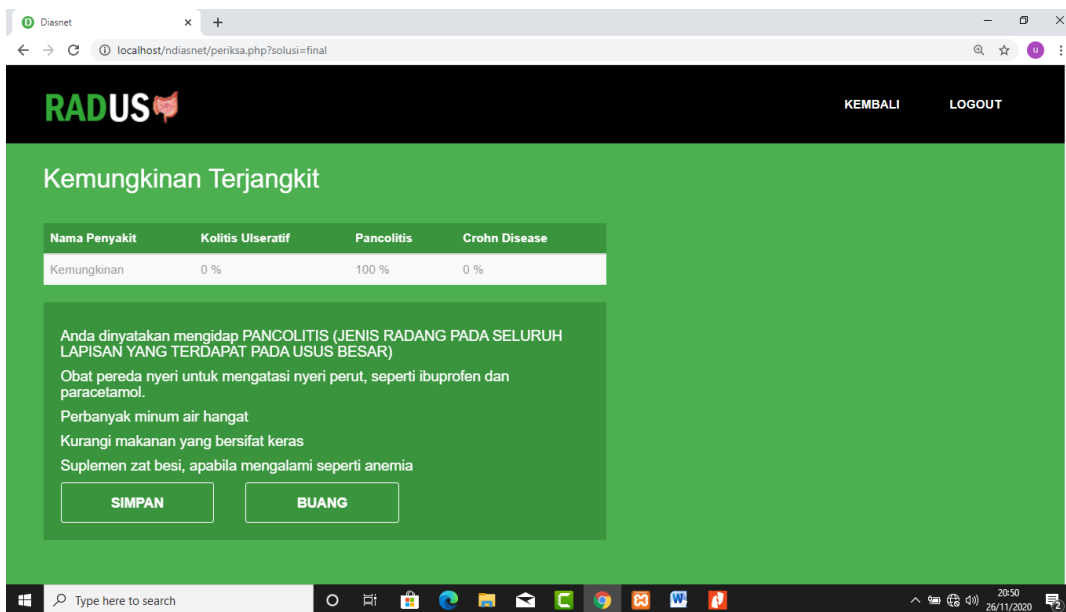 Diasnet
localhost/ndiasnet/periksa.php?solusi=final
u
RADUS
KEMBALI LOGOUT
Kemungkinan Terjangkit
Nama Penyakit Kolitis Ulseratif Pancolitis Crohn Disease
Kemungkinan 0 % 100 % 0 %
Anda dinyatakan mengidap PANCOLITIS (JENIS RADANG PADA SELURUH
LAPISAN YANG TERDAPAT PADA USUS BESAR)
Obat pereda nyeri untuk mengatasi nyeri perut, seperti ibuprofen dan
paracetamol.
Perbanyak minum air hangat
Kurangi makanan yang bersifat keras
Suplemen zat besi, apabila mengalami seperti anemia
SIMPAN BUANG
Type here to search
20:50
26/11/2020
2